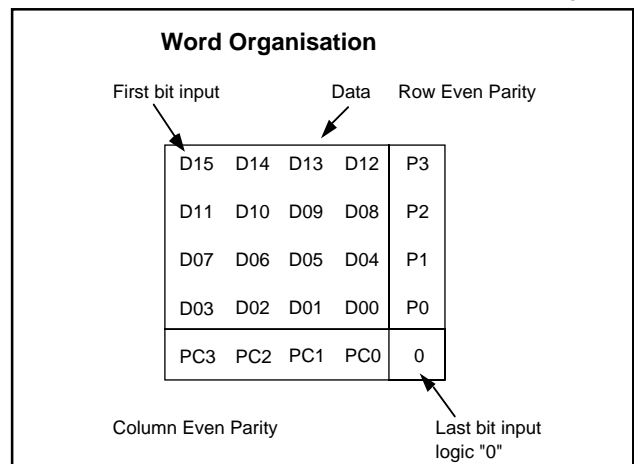 Word Organisation
First bit input Data Row Even Parity
D15 D14 D13 D12 P3
D11 D10 D09 D08 P2
D07 D06 D05 D04 P1
D03 D02 D01 D00 P0
PC3 PC2 PC1 PC0 0
Column Even Parity Last bit input
logic "0"